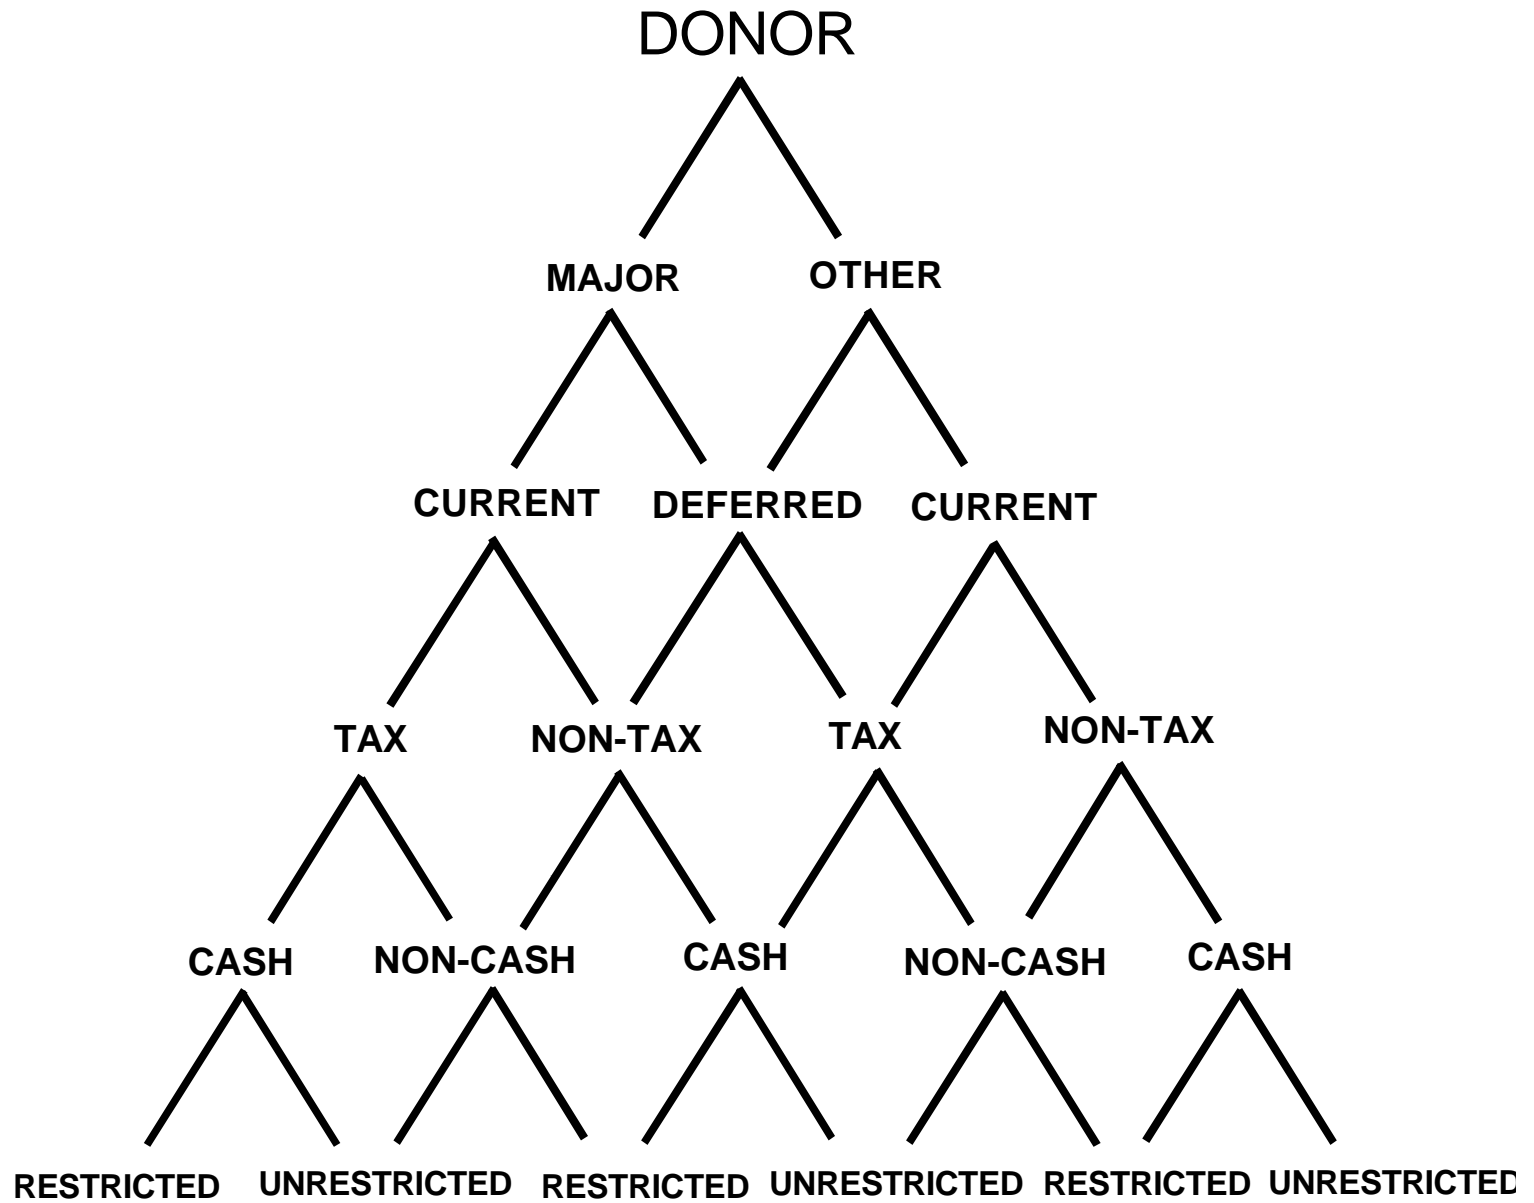 DONOR
MAJOR OTHER
CURRENT DEFERRED CURRENT
TAX NON-TAX TAX NON-TAX
CASH NON-CASH CASH NON-CASH CASH
RESTRICTED UNRESTRICTED RESTRICTED UNRESTRICTED RESTRICTED UNRESTRICTED